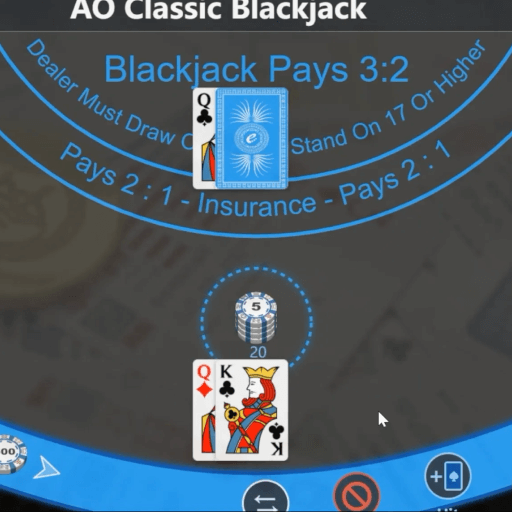 AO Classic Blackjack
Blackjack Pays 3:2
Dealer Must Draw
Stand On 17 Or Higher
Pays 2 : 1 - Insurance - Pays 2 : 1
Q
e
5
20
Q K
K
00